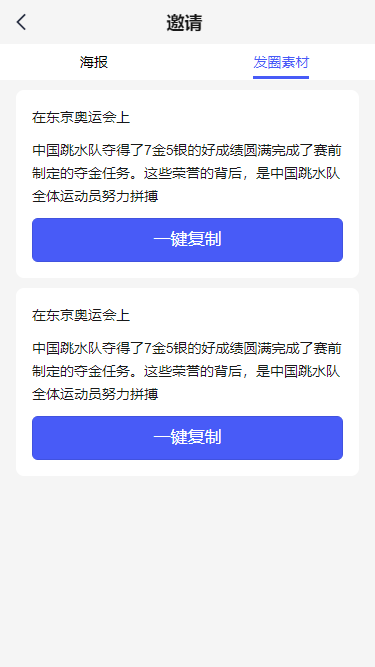 邀请
海报
发圈素材
在东京奥运会上
中国跳水队夺得了7金5银的好成绩圆满完成了赛前
制定的夺金任务。这些荣誉的背后，是中国跳水队
全体运动员努力拼搏
一键复制
在东京奥运会上
中国跳水队夺得了7金5银的好成绩圆满完成了赛前
制定的夺金任务。这些荣誉的背后，是中国跳水队
全体运动员努力拼搏
一键复制